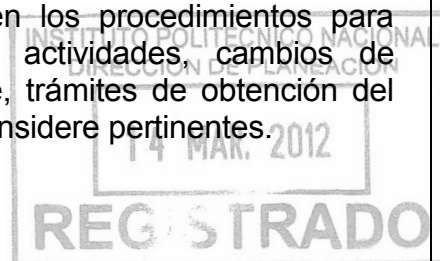 en los procedimientos para
INSTITUTO POLITECNICO NACIONAL
actividades, cambios de
DIRECCION DE PLANEACION
, trámites de obtención del
nsidere pertinentes.
14 MAR. 2012
REGISTRADO